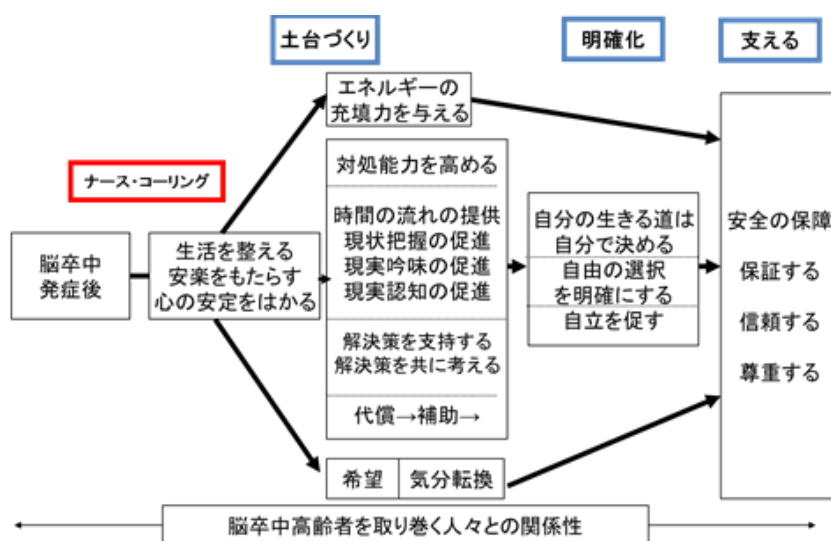 土台づくり
明確化
支える
エネルギーの
充填力を与える
ナース・コーリング
脳卒中
発症後
生活を整える
安楽をもたらす
心の安定をはかる
対処能力を高める
時間の流れの提供
現状把握の促進
現実吟味の促進
現実認知の促進
解決策を支持する
解決策を共に考える
代償→補助→
希望
気分転換
自分の生きる道は
自分で決める
自由の選択
を明確にする
自立を促す
安全の保障
保証する
信頼する
尊重する
脳卒中高齢者を取り巻く人々との関係性